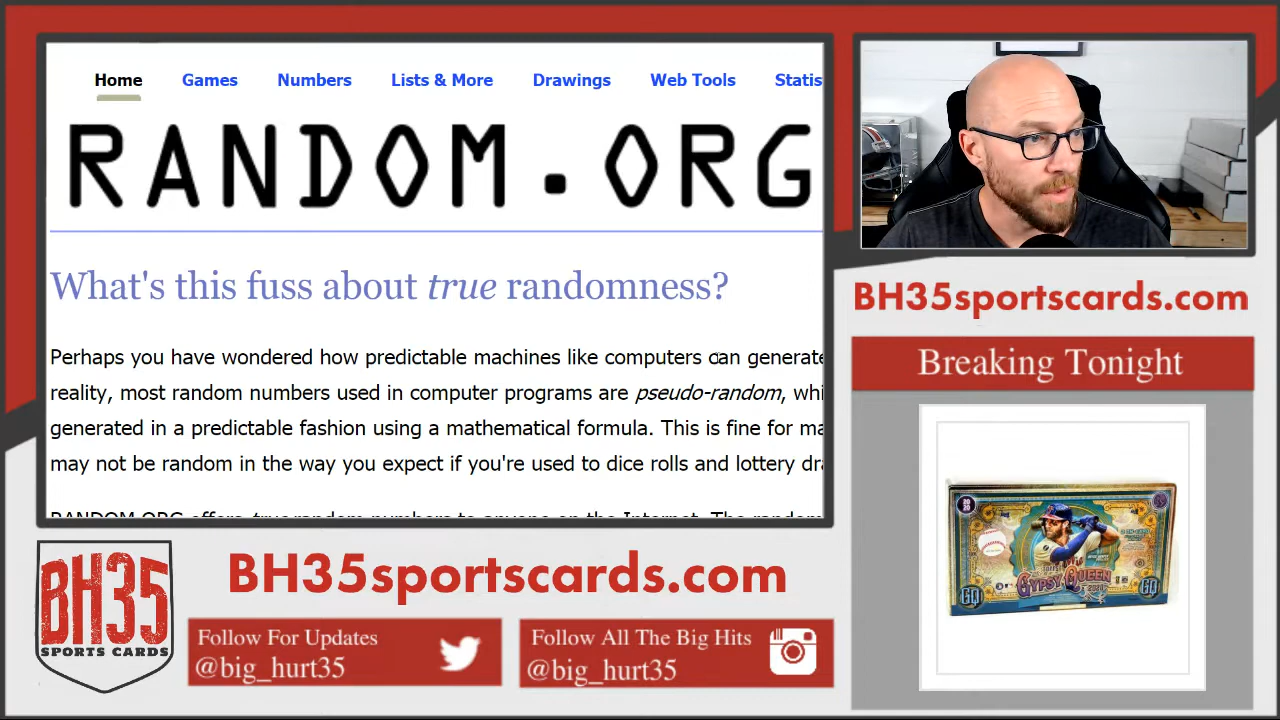 Home Games Numbers Lists & More Drawings Web Tools Statis
RANDOM.ORG
What's this fuss about true randomness?
Perhaps you have wondered how predictable machines like computers can generate
reality, most random numbers used in computer programs are pseudo-random, whi
generated in a predictable fashion using a mathematical formula. This is fine for ma
may not be random in the way you expect if you're used to dice rolls and lottery dra
BH35sportscards.com
Breaking Tonight
2020
GYPSY QUEEN
GQ
GQ
BH35
SPORTS CARDS
BH35sportscards.com
Follow For Updates
@big_hurt35
Follow All The Big Hits
@big_hurt35